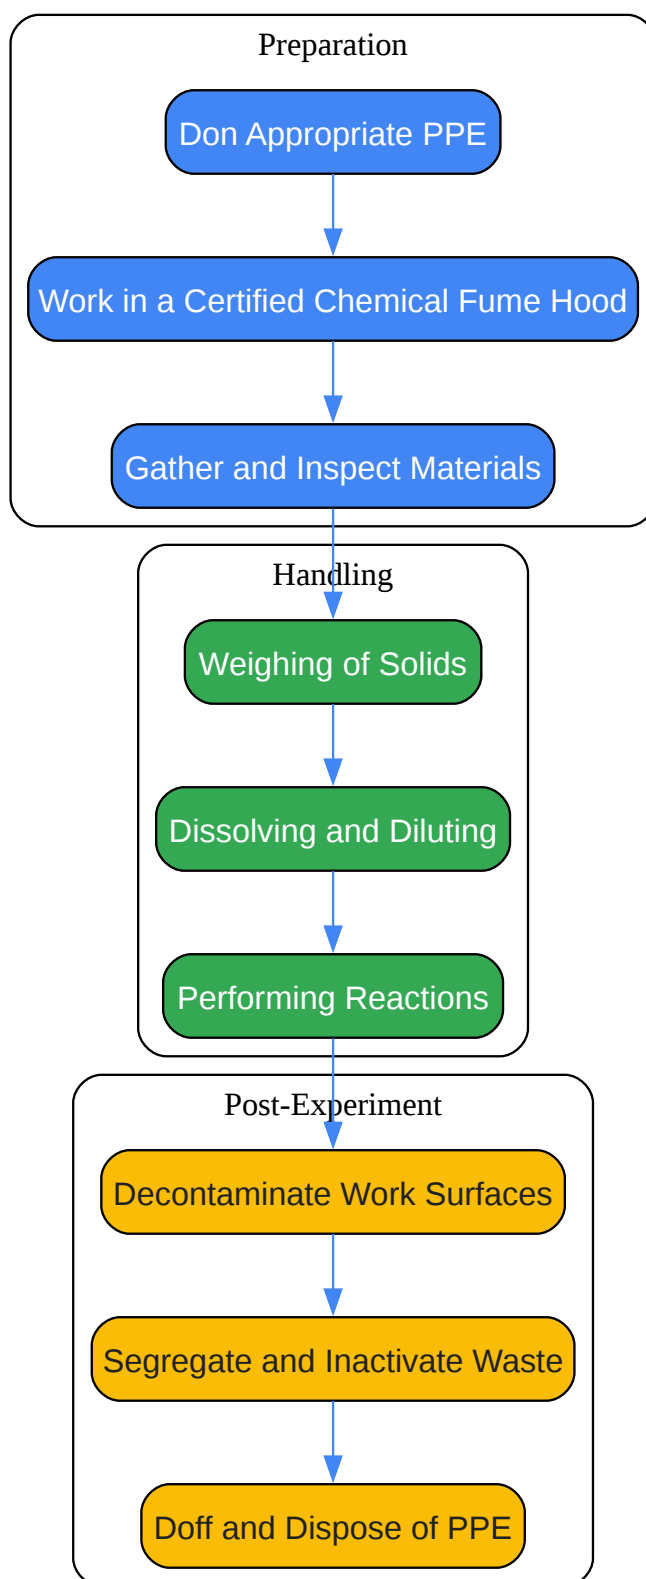 Preparation
Don Appropriate PPE
Work in a Certified Chemical Fume Hood
Gather and Inspect Materials
Handling
Weighing of Solids
Dissolving and Diluting
Performing Reactions
Post-Experiment
Decontaminate Work Surfaces
Segregate and Inactivate Waste
Doff and Dispose of PPE